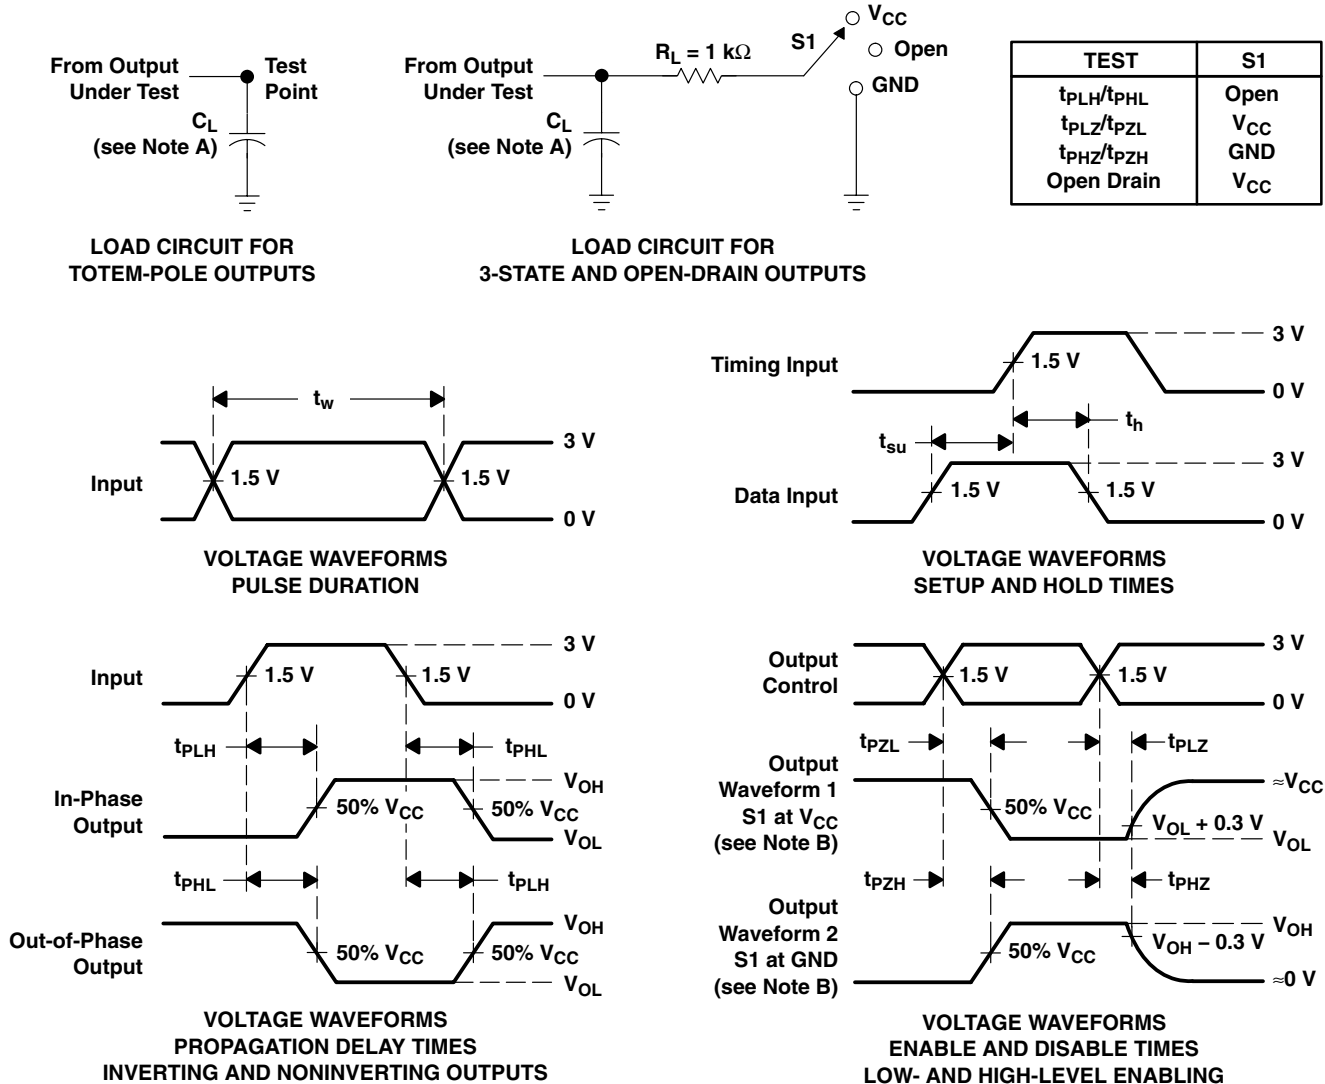 From Output
Under Test
Test
Point
CL
(see Note A)
LOAD CIRCUIT FOR
TOTEM-POLE OUTPUTS
From Output
Under Test
CL
(see Note A)
RL = 1 kΩ
S1
VCC
Open
GND
LOAD CIRCUIT FOR
3-STATE AND OPEN-DRAIN OUTPUTS
TEST S1
tPLH/tPHL Open
tPLZ/tPZL VCC
tPHZ/tPZH GND
Open Drain VCC
tw
Input
1.5 V
1.5 V
3 V
0 V
VOLTAGE WAVEFORMS
PULSE DURATION
Timing Input
1.5 V
3 V
0 V
tsu
th
Data Input
1.5 V
1.5 V
3 V
0 V
VOLTAGE WAVEFORMS
SETUP AND HOLD TIMES
Input
1.5 V
1.5 V
3 V
0 V
tPLH
tPHL
In-Phase
Output
50% VCC
50% VCC
VOH
VOL
tPHL
tPLH
Out-of-Phase
Output
50% VCC
50% VCC
VOH
VOL
VOLTAGE WAVEFORMS
PROPAGATION DELAY TIMES
INVERTING AND NONINVERTING OUTPUTS
Output
Control
1.5 V
1.5 V
3 V
0 V
tPZL
tPLZ
Output
Waveform 1
S1 at VCC
(see Note B)
50% VCC
VOL + 0.3 V
≈VCC
VOL
tPZH
tPHZ
Output
Waveform 2
S1 at GND
(see Note B)
50% VCC
VOH − 0.3 V
VOH
≈0 V
VOLTAGE WAVEFORMS
ENABLE AND DISABLE TIMES
LOW- AND HIGH-LEVEL ENABLING